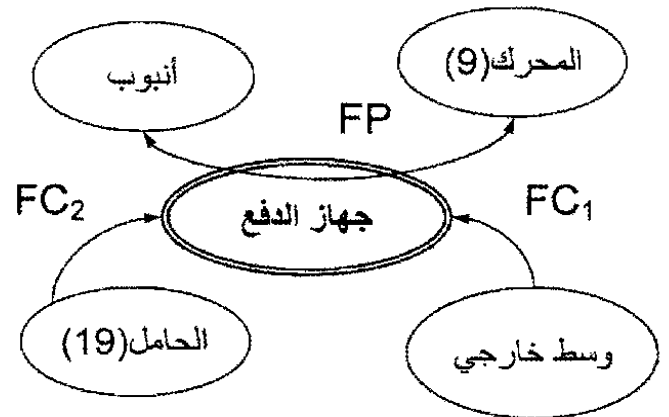 المحرك(9)
أنبوب
FP
FC₂
جهاز الدفع
FC₁
الحامل(19)
وسط خارجي